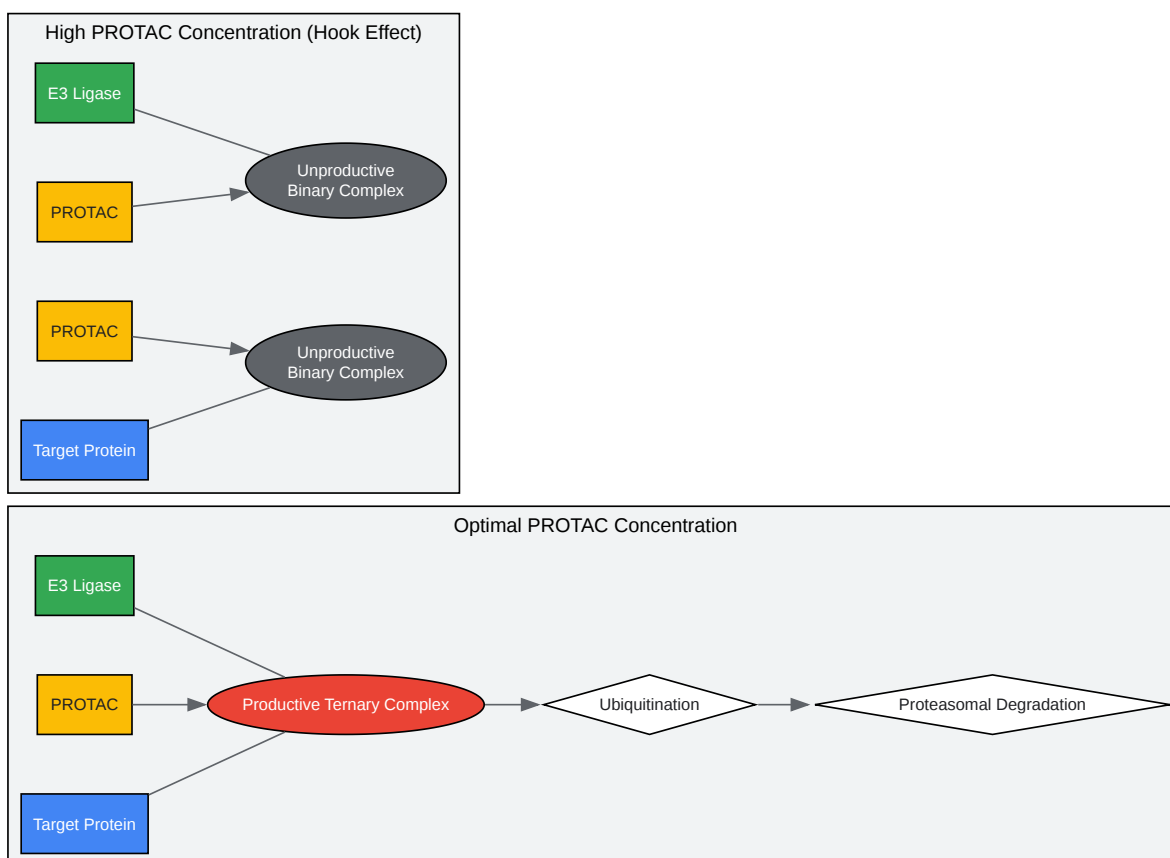 High PROTAC Concentration (Hook Effect)
E3 Ligase
Unproductive
Binary Complex
PROTAC
PROTAC
Unproductive
Binary Complex
Target Protein
Optimal PROTAC Concentration
E3 Ligase
PROTAC
Productive Ternary Complex
Ubiquitination
Proteasomal Degradation
Target Protein